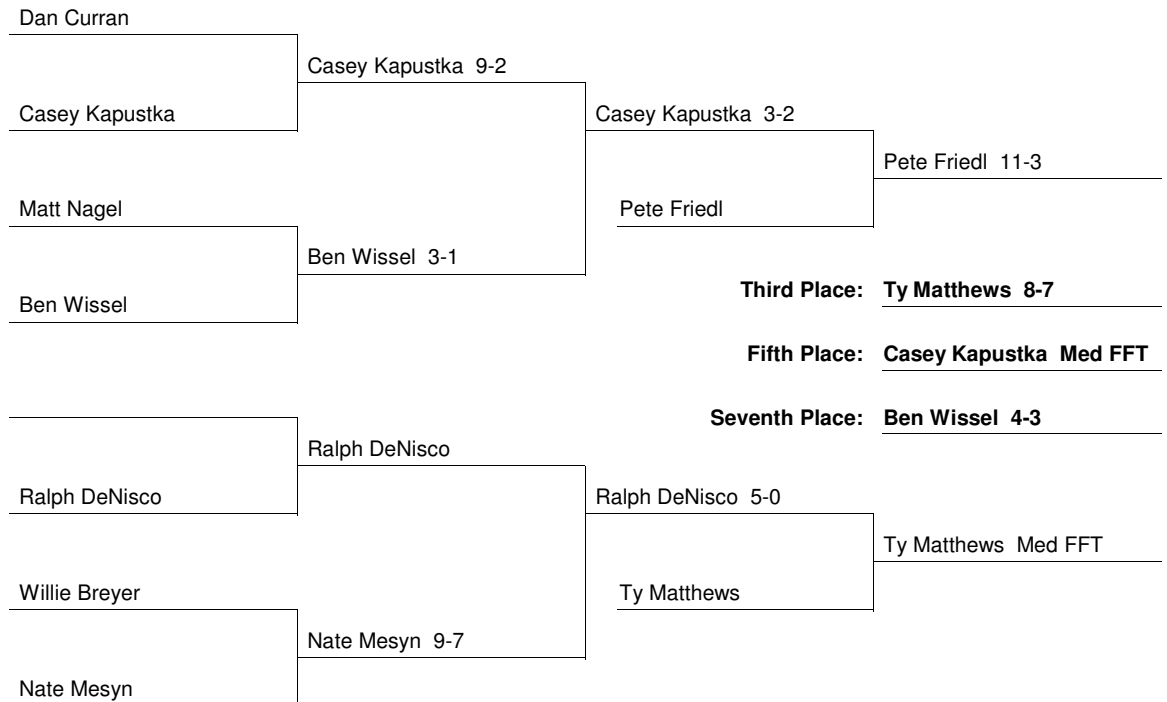 Dan Curran
Casey Kapustka 9-2
Casey Kapustka
Casey Kapustka 3-2
Pete Friedl 11-3
Matt Nagel
Pete Friedl
Ben Wissel 3-1
Ben Wissel
Third Place: Ty Matthews 8-7
Fifth Place: Casey Kapustka Med FFT
Seventh Place: Ben Wissel 4-3
Ralph DeNisco
Ralph DeNisco
Ralph DeNisco 5-0
Ty Matthews Med FFT
Willie Breyer
Ty Matthews
Nate Mesyn 9-7
Nate Mesyn